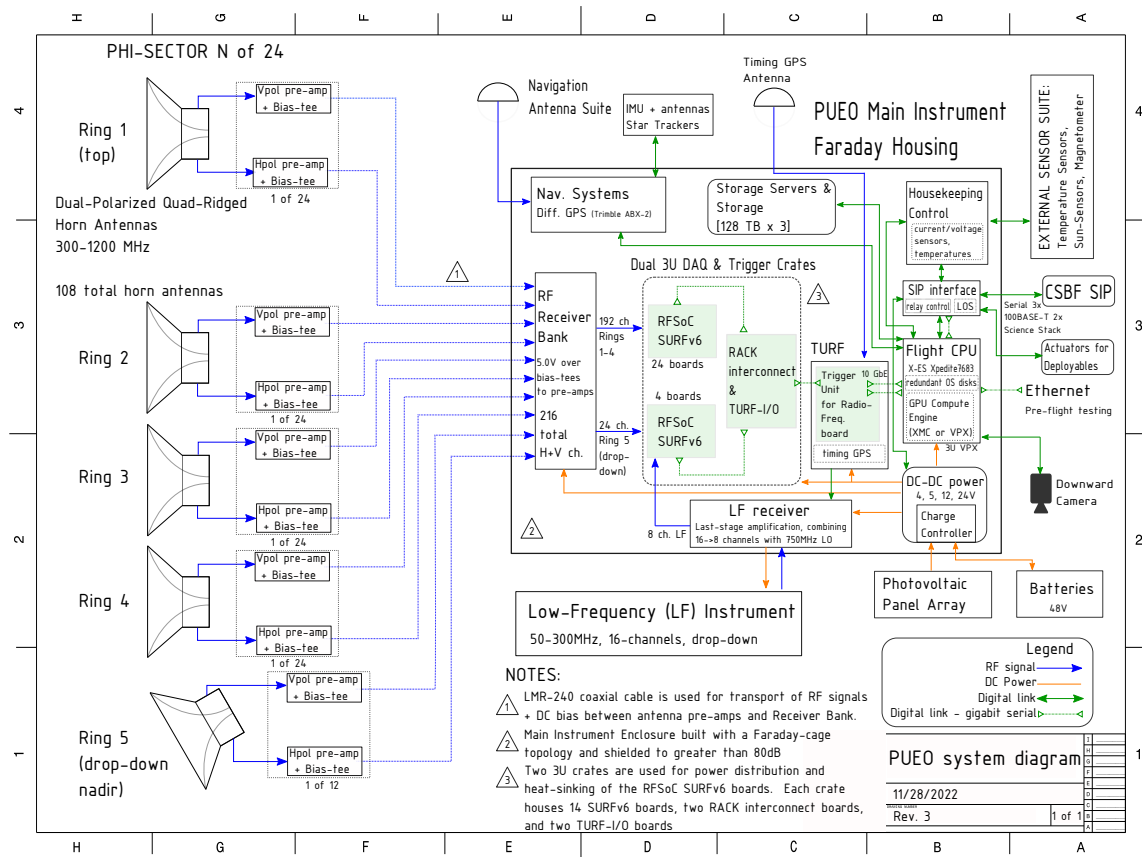 H G F E D C B A
PHI-SECTOR N of 24
4
Ring 1
(top)
Vpol pre-amp
+ Bias-tee
Hpol pre-amp
+ Bias-tee
1 of 24
Dual-Polarized Quad-Ridged
Horn Antennas
300-1200 MHz
108 total horn antennas
3
Ring 2
Vpol pre-amp
+ Bias-tee
Hpol pre-amp
+ Bias-tee
1 of 24
Ring 3
Vpol pre-amp
+ Bias-tee
Hpol pre-amp
+ Bias-tee
1 of 24
2
Ring 4
Vpol pre-amp
+ Bias-tee
Hpol pre-amp
+ Bias-tee
1 of 24
1
Ring 5
(drop-down
nadir)
Vpol pre-amp
+ Bias-tee
Hpol pre-amp
+ Bias-tee
1 of 12
Navigation
Antenna Suite
IMU + antennas
Star Trackers
Timing GPS
Antenna
PUEO Main Instrument
Faraday Housing
EXTERNAL SENSOR SUITE:
Temperature Sensors,
Sun-Sensors, Magnetometer
4
Nav. Systems
Diff. GPS (Trimble ABX-2)
Storage Servers &
Storage
[128 TB x 3]
Housekeeping
Control
current/voltage
sensors,
temperatures
1
RF
Receiver
Bank
5.0V over
bias-tees
to pre-amps
216
total
H+V ch.
192 ch
Rings
1-4
24 ch.
Ring 5
(drop-
down)
Dual 3U DAQ & Trigger Crates
3
RFSoC
SURFv6
24 boards
4 boards
RFSoC
SURFv6
RACK
interconnect
&
TURF-I/O
TURF
Trigger
Unit
for Radio-
Freq.
board
10 GbE
timing GPS
SIP interface
relay control
LOS
Serial 3x
100BASE-T 2x
Science Stack
CSBF SIP
3
Actuators for
Deployables
Flight CPU
X-ES Xpedite7683
redundant OS disks
GPU Compute
Engine
(XMC or VPX)
3U VPX
Ethernet
Pre-flight testing
DC-DC power
4, 5, 12, 24V
Charge
Controller
Downward
Camera
2
2
8 ch. LF
LF receiver
Last-stage amplification, combining
16->8 channels with 750MHz LO
Low-Frequency (LF) Instrument
50-300MHz, 16-channels, drop-down
Photovoltaic
Panel Array
Batteries
48V
NOTES:
1
LMR-240 coaxial cable is used for transport of RF signals
+ DC bias between antenna pre-amps and Receiver Bank.
2
Main Instrument Enclosure built with a Faraday-cage
topology and shielded to greater than 80dB
3
Two 3U crates are used for power distribution and
heat-sinking of the RFSoC SURFv6 boards. Each crate
houses 14 SURFv6 boards, two RACK interconnect boards,
and two TURF-I/O boards
Legend
RF signal
DC Power
Digital link
Digital link - gigabit serial
PUEO system diagram
11/28/2022
DRAWING NUMBER
Rev. 3
1 of 1
I
H
G
F
E
D
C
B
A
1
H G F E D C B A